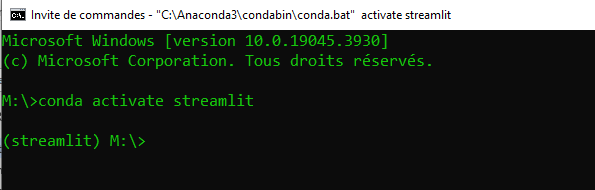 Invite de commandes - "C:\Anaconda3\condabin\conda.bat"  activate streamlit
Microsoft Windows [version 10.0.19045.3930]
(c) Microsoft Corporation. Tous droits réservés.
M:\>conda activate streamlit
(streamlit) M:\>